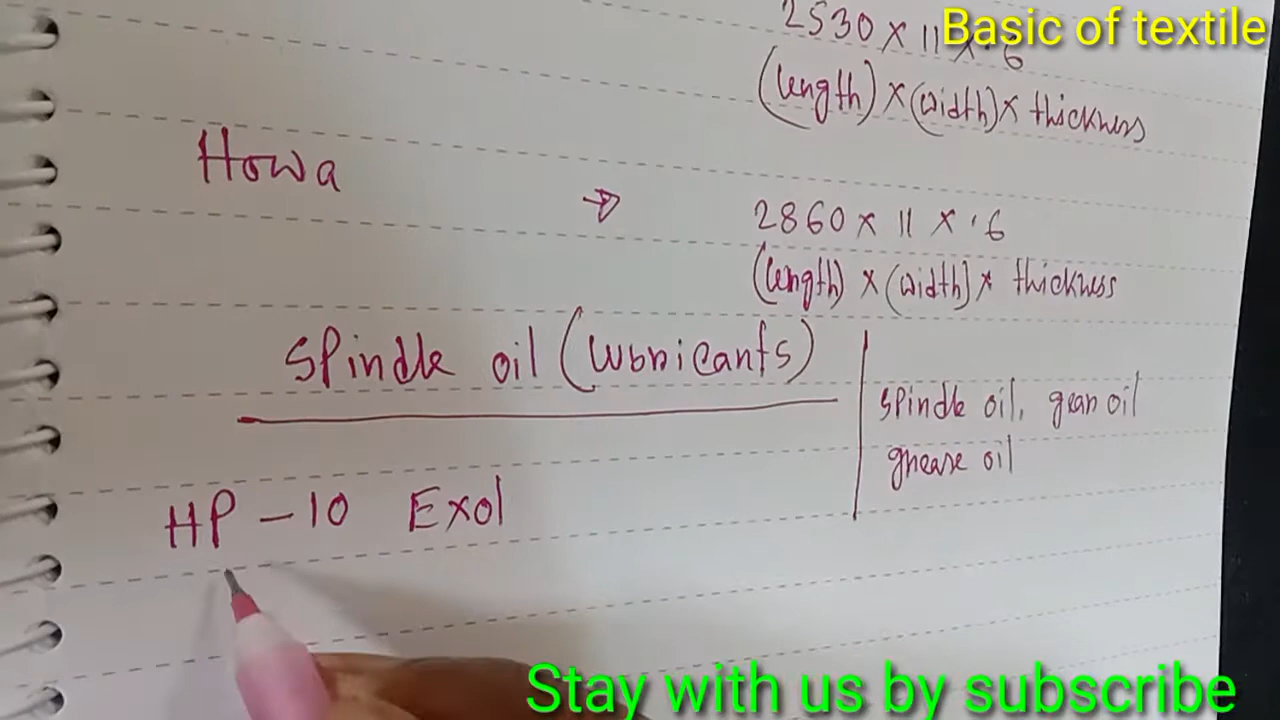 Basic of textile
2530 x 11 x .6
(length) x (width) x thickness
Howa
→ 2860 x 11 x .6
(length) x (width) x thickness
Spindle oil (Lubricants)
spindle oil, gear oil
grease oil
HP - 10 Exol
Stay with us by subscribe